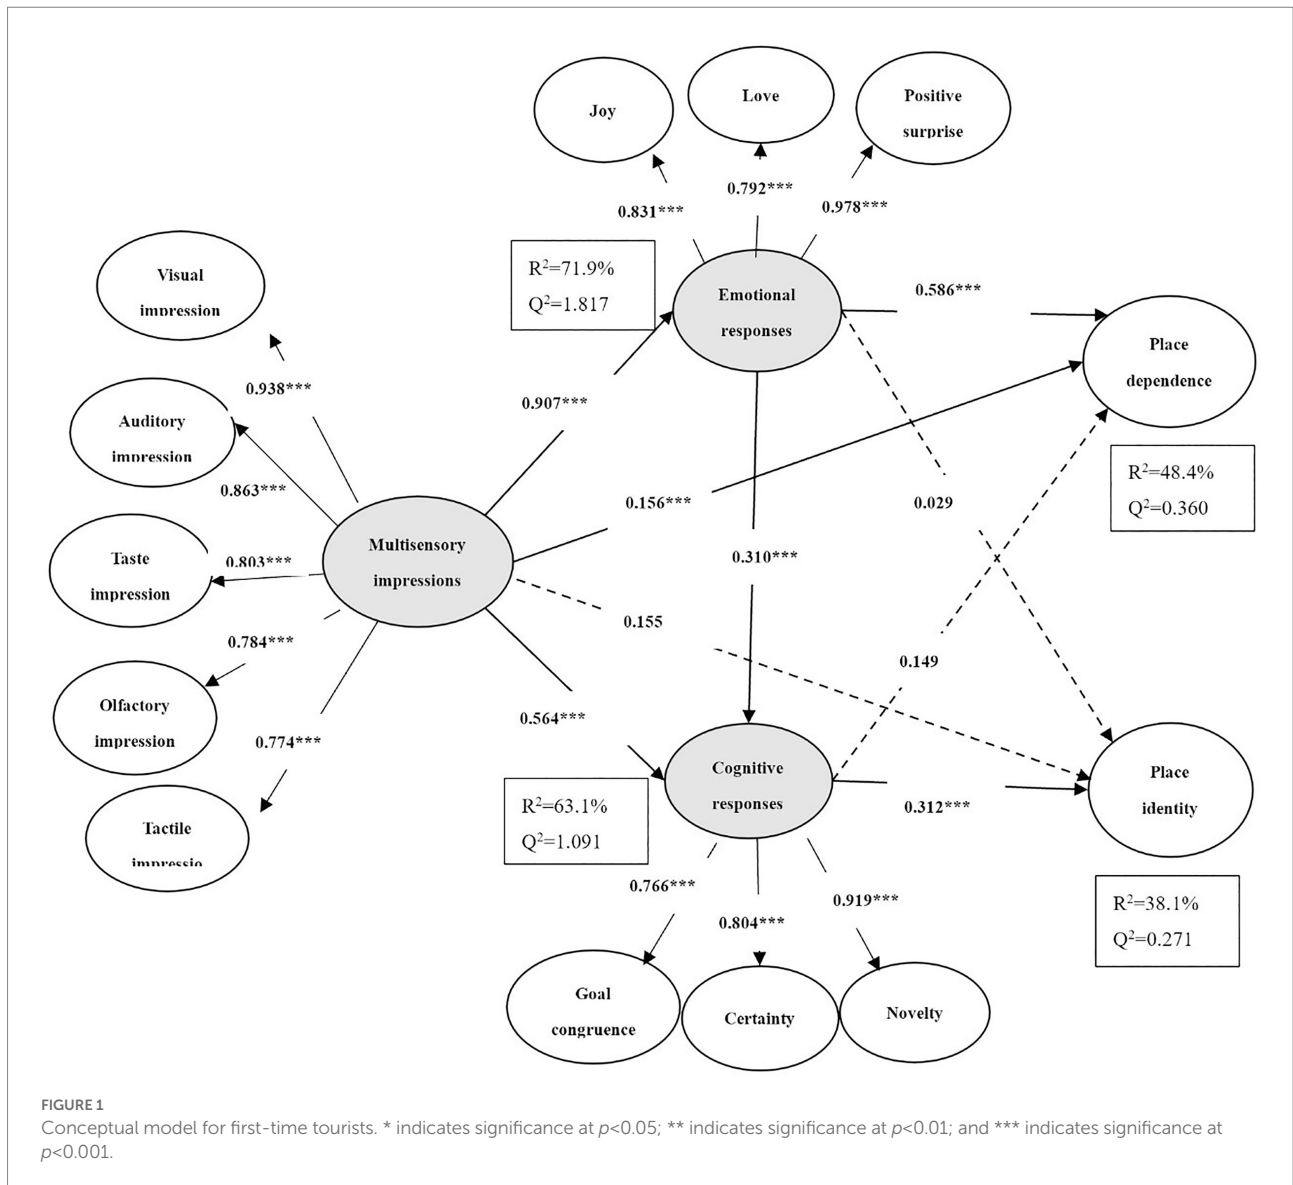 Joy
Love
Positive
surprise
0.831***
0.792***
0.978***
R²=71.9%
Q²=1.817
Emotional
responses
0.586***
Visual
impression
0.938***
Auditory
impression
0.863***
Taste
impression
0.803***
Olfactory
impression
0.784***
Tactile
impressio
0.774***
Multisensory
impressions
0.907***
0.156***
0.310***
0.155
0.564***
0.029
x
0.149
Place
dependence
R²=48.4%
Q²=0.360
Cognitive
responses
R²=63.1%
Q²=1.091
0.312***
Place
identity
R²=38.1%
Q²=0.271
0.766***
0.804***
0.919***
Goal
congruence
Certainty
Novelty
FIGURE 1
Conceptual model for first-time tourists. * indicates significance at p<0.05; ** indicates significance at p<0.01; and *** indicates significance at
p<0.001.